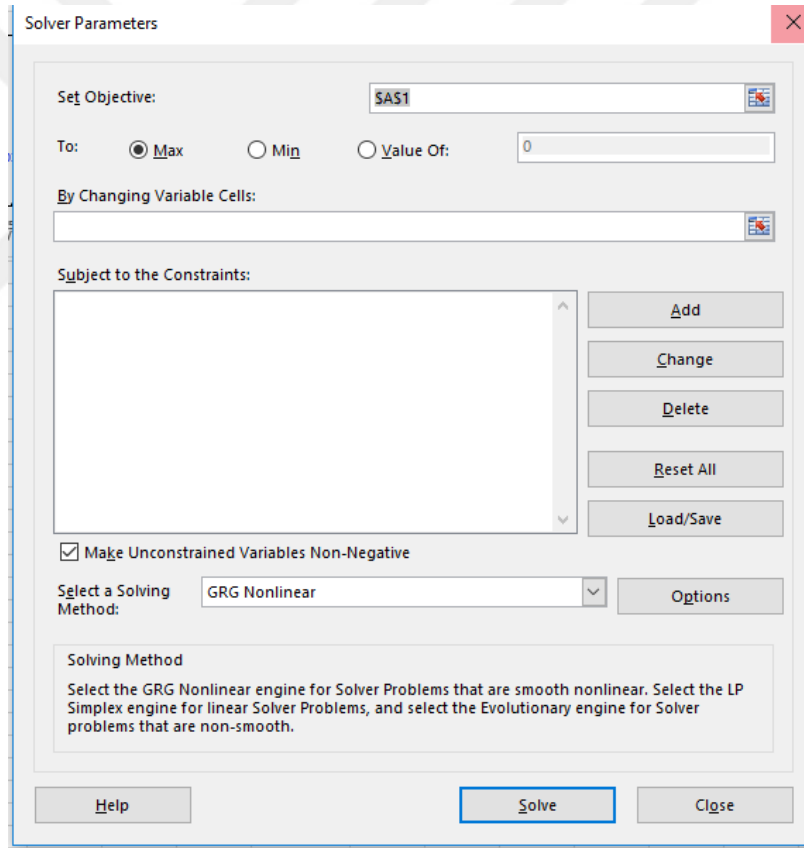 Solver Parameters
Set Objective: $A$1
To: Max Min Value Of: 0
By Changing Variable Cells:
Subject to the Constraints:
Add
Change
Delete
Reset All
Load/Save
Make Unconstrained Variables Non-Negative
Select a Solving
Method:
GRG Nonlinear
Options
Solving Method
Select the GRG Nonlinear engine for Solver Problems that are smooth nonlinear. Select the LP
Simplex engine for linear Solver Problems, and select the Evolutionary engine for Solver
problems that are non-smooth.
Help Solve Close